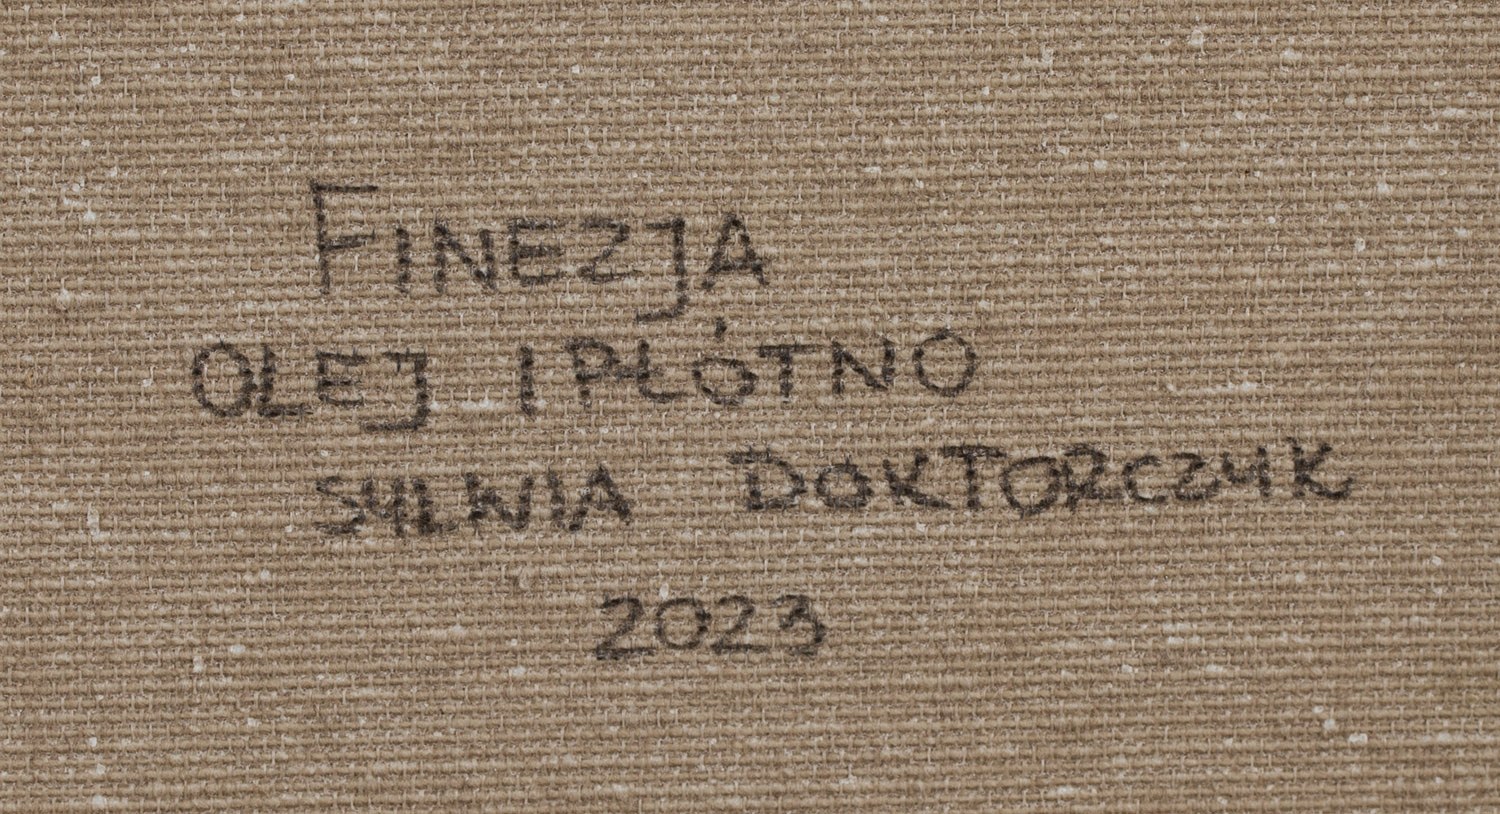 FINEZJA
OLEJ I PŁÓTNO
SYLWIA DOKTORCZYK
2023